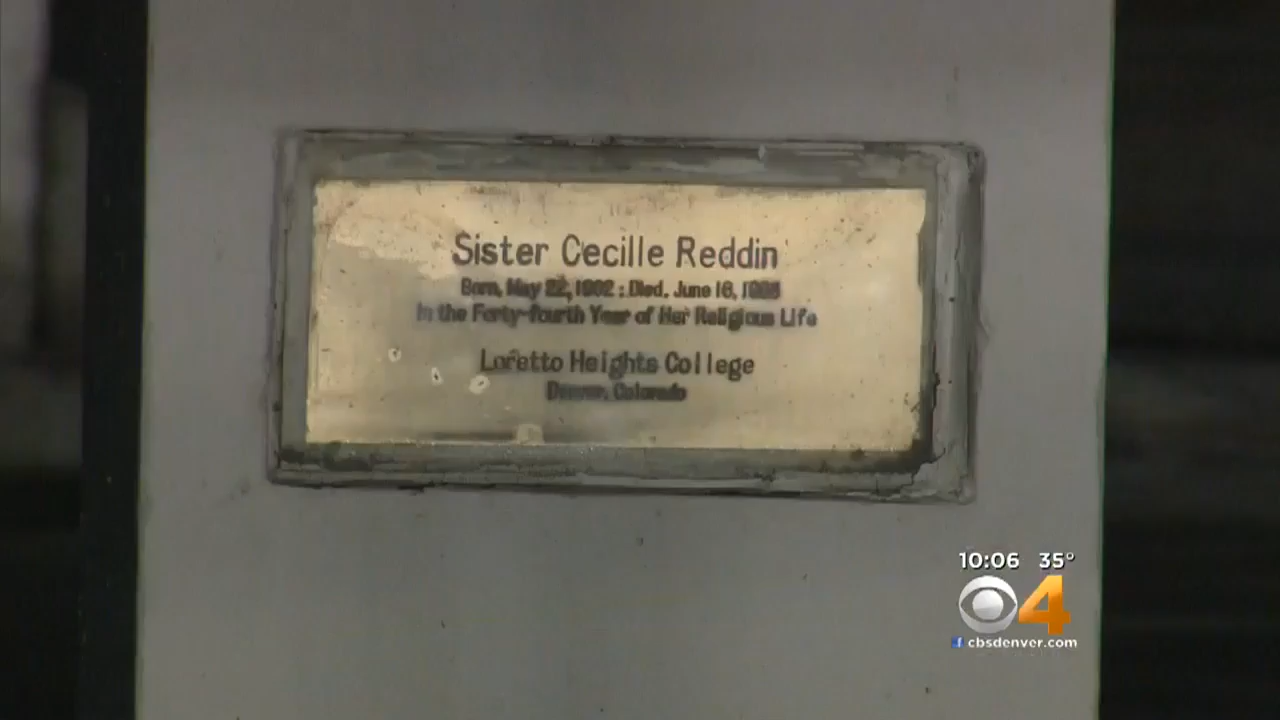 Sister Cecille Reddin
Born, May 22, 1902 : Died, June 16,
In the Forty-fourth Year of Her Religious Life
Loretto Heights College
Denver, Colorado
10:06 35°
4
f cbsdenver.com